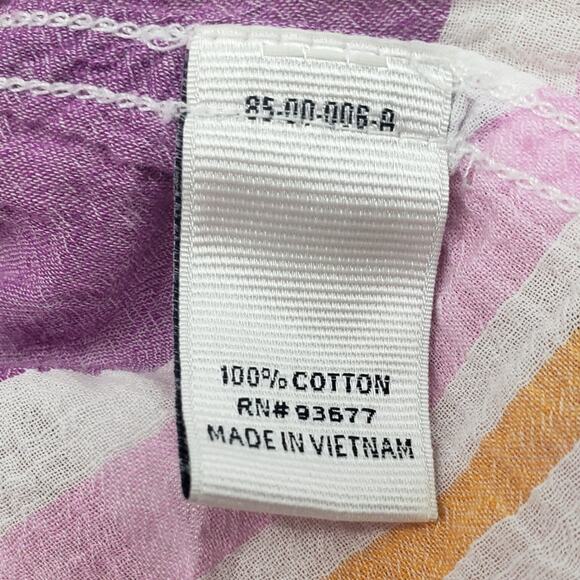 85-00-006-A
100% COTTON
RN# 93677
MADE IN VIETNAM